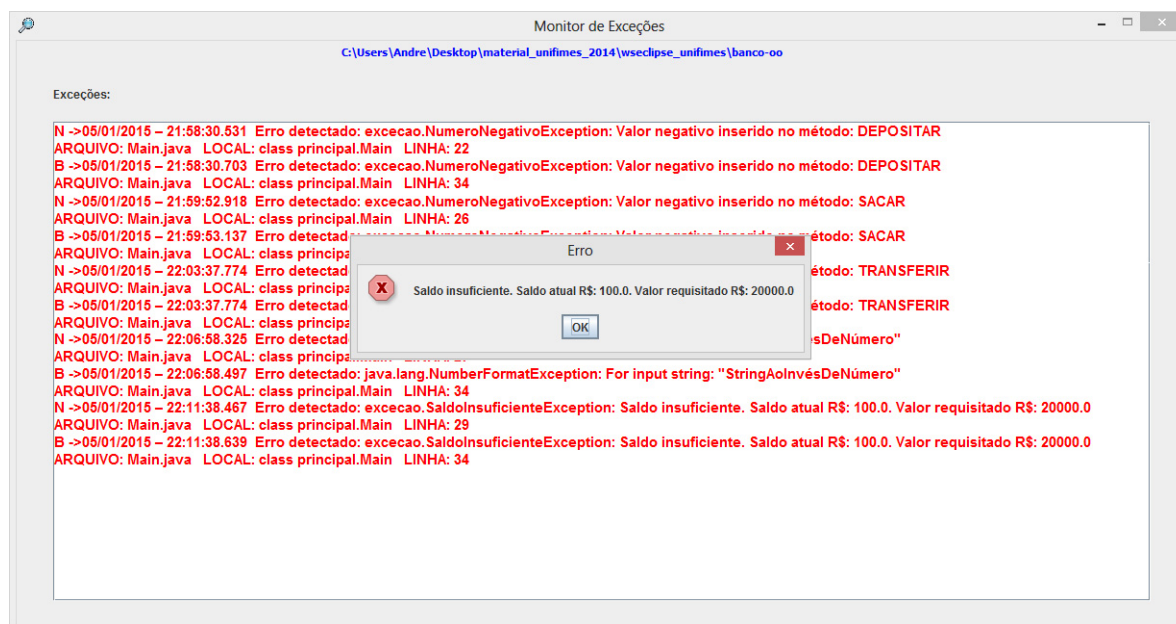 Monitor de Exceções
C:\Users\Andre\Desktop\material_unifimes_2014\wseclipse_unifimes\banco-oo
Exceções:
N ->05/01/2015 – 21:58:30.531 Erro detectado: excecao.NumeroNegativoException: Valor negativo inserido no método: DEPOSITAR
ARQUIVO: Main.java LOCAL: class principal.Main LINHA: 22
B ->05/01/2015 – 21:58:30.703 Erro detectado: excecao.NumeroNegativoException: Valor negativo inserido no método: DEPOSITAR
ARQUIVO: Main.java LOCAL: class principal.Main LINHA: 34
N ->05/01/2015 – 21:59:52.918 Erro detectado: excecao.NumeroNegativoException: Valor negativo inserido no método: SACAR
ARQUIVO: Main.java LOCAL: class principal.Main LINHA: 26
B ->05/01/2015 – 21:59:53.137 Erro detectado: método: SACAR
ARQUIVO: Main.java LOCAL: class principa
N ->05/01/2015 – 22:03:37.774 Erro detectad étodo: TRANSFERIR
ARQUIVO: Main.java LOCAL: class principa
B ->05/01/2015 – 22:03:37.774 Erro detectad étodo: TRANSFERIR
ARQUIVO: Main.java LOCAL: class principa
N ->05/01/2015 – 22:06:58.325 Erro detectad sDeNúmero"
ARQUIVO: Main.java LOCAL: class principal.Main
B ->05/01/2015 – 22:06:58.497 Erro detectado: java.lang.NumberFormatException: For input string: "StringAoInvésDeNúmero"
ARQUIVO: Main.java LOCAL: class principal.Main LINHA: 34
N ->05/01/2015 – 22:11:38.467 Erro detectado: excecao.SaldoInsuficienteException: Saldo insuficiente. Saldo atual R$: 100.0. Valor requisitado R$: 20000.0
ARQUIVO: Main.java LOCAL: class principal.Main LINHA: 29
B ->05/01/2015 – 22:11:38.639 Erro detectado: excecao.SaldoInsuficienteException: Saldo insuficiente. Saldo atual R$: 100.0. Valor requisitado R$: 20000.0
ARQUIVO: Main.java LOCAL: class principal.Main LINHA: 34
Erro
Saldo insuficiente. Saldo atual R$: 100.0. Valor requisitado R$: 20000.0
OK